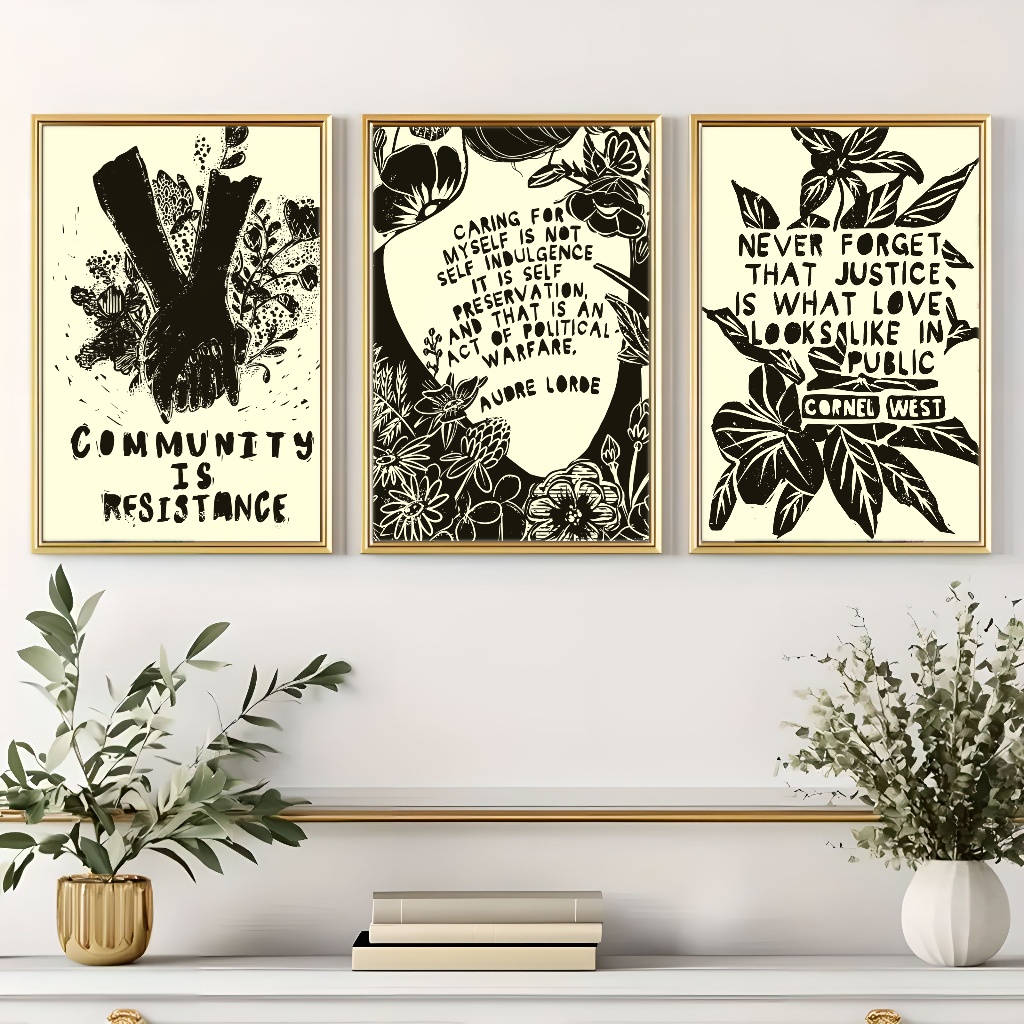 COMMUNITY
IS
RESISTANCE
CARING FOR
MYSELF IS NOT
SELF INDULGENCE
IT IS SELF
PRESERVATION,
AND THAT IS AN
ACT OF POLITICAL
WARFARE.
AUDRE LORDE
NEVER FORGET
THAT JUSTICE
IS WHAT LOVE
LOOKS LIKE IN
PUBLIC
CORNEL WEST